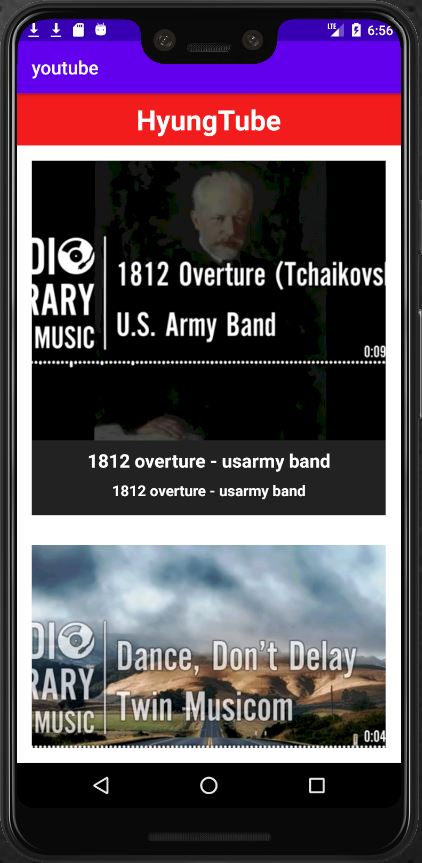 LTE 6:56
youtube
HyungTube
1812 Overture (Tchaikovsl
U.S. Army Band
DIO
RARY
MUSIC
0:09
1812 overture - usarmy band
1812 overture - usarmy band
DIO
RARY
MUSIC
Dance, Don't Delay
Twin Musicom
0:04